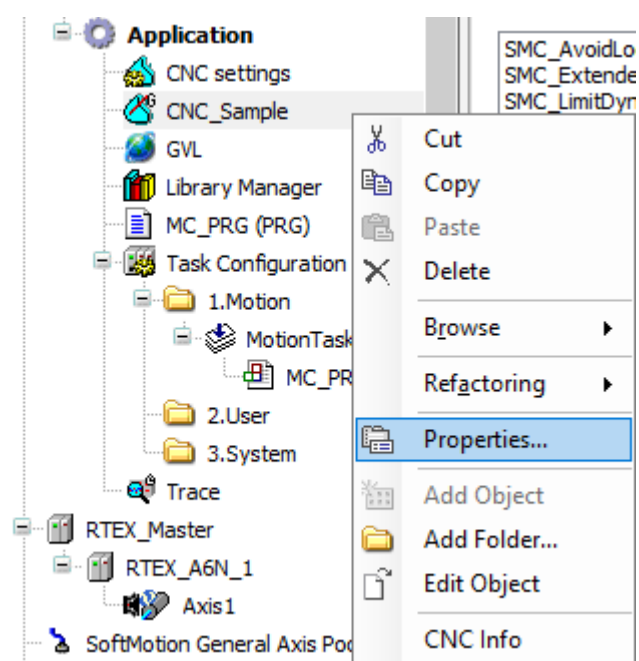 Application
CNC settings
CNC_Sample
GVL
Library Manager
MC_PRG (PRG)
Task Configuration
1.Motion
MotionTask
MC_PR
2.User
3.System
Trace
RTEX_Master
RTEX_A6N_1
Axis1
SoftMotion General Axis Poo
SMC_AvoidLo
SMC_Extende
SMC_LimitDyn
Cut
Copy
Paste
Delete
Browse
Refactoring
Properties...
Add Object
Add Folder...
Edit Object
CNC Info